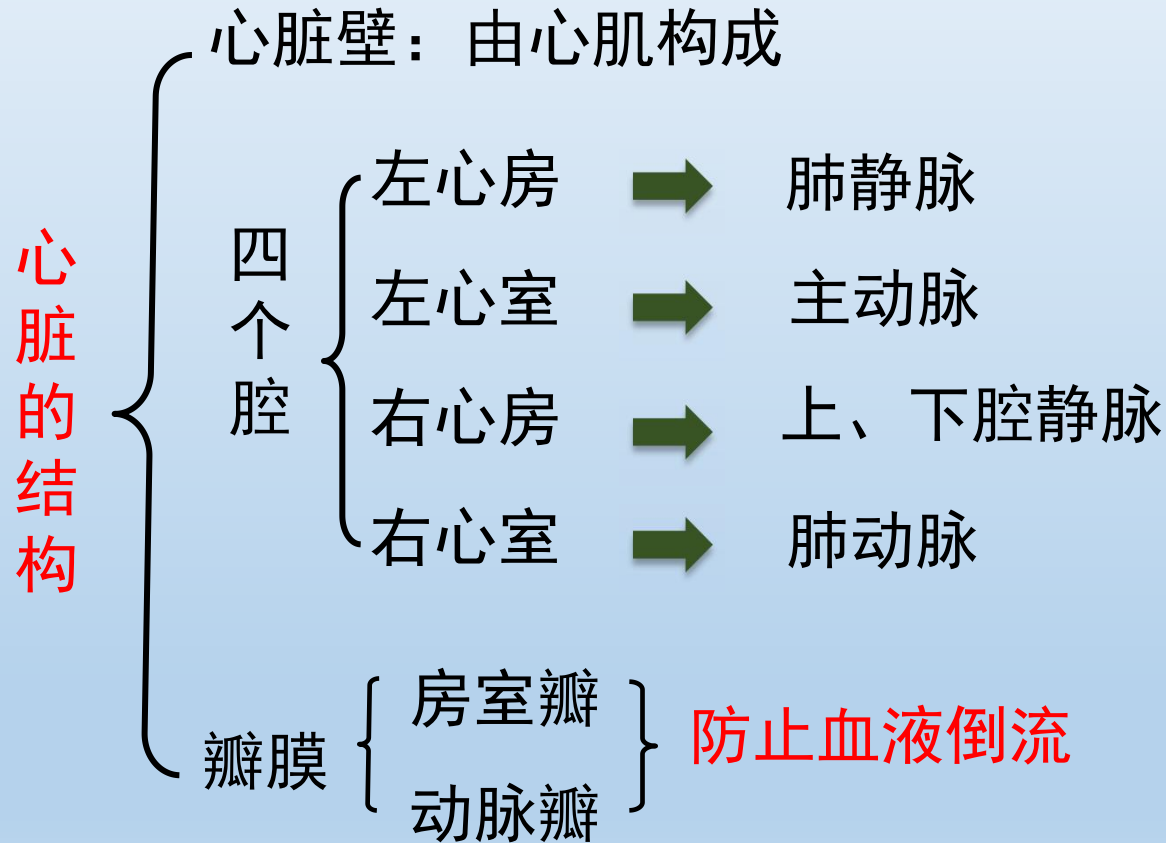 心脏的结构
心脏壁：由心肌构成
四个腔
左心房 肺静脉
左心室 主动脉
右心房 上、下腔静脉
右心室 肺动脉
瓣膜
房室瓣
动脉瓣
防止血液倒流